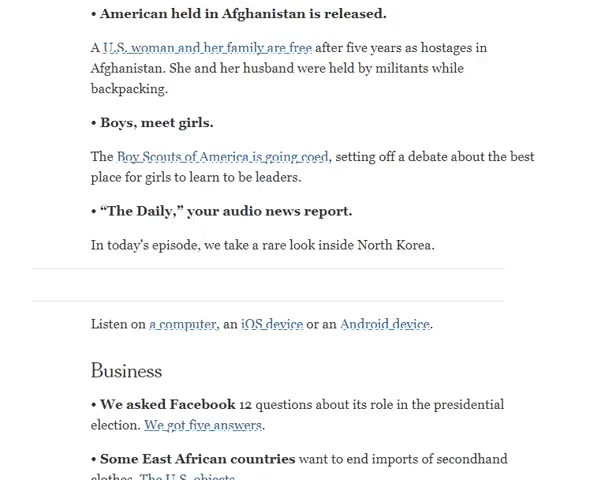 • American held in Afghanistan is released.
A U.S. woman and her family are free after five years as hostages in
Afghanistan. She and her husband were held by militants while
backpacking.
• Boys, meet girls.
The Boy Scouts of America is going coed, setting off a debate about the best
place for girls to learn to be leaders.
• “The Daily,” your audio news report.
In today’s episode, we take a rare look inside North Korea.
Listen on a computer, an iOS device or an Android device.
Business
• We asked Facebook 12 questions about its role in the presidential
election. We got five answers.
• Some East African countries want to end imports of secondhand
clothes. The U.S. objects.